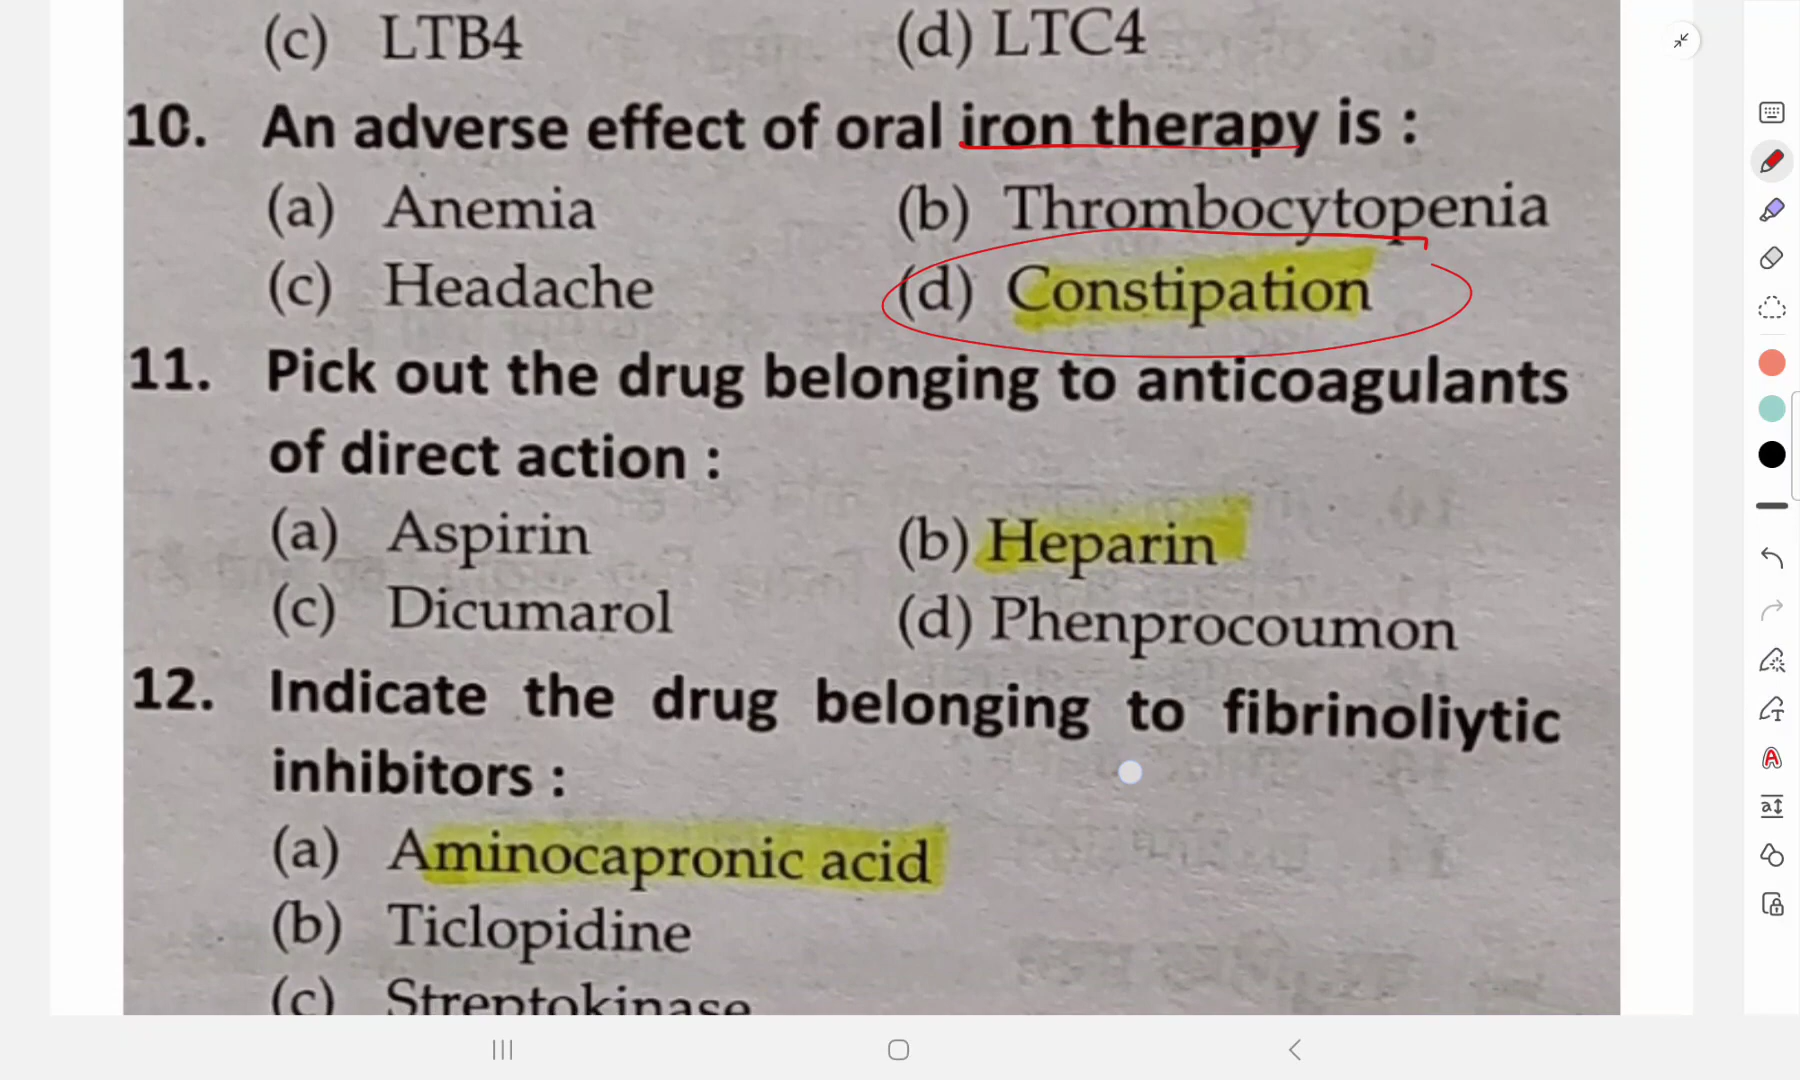 (c) LTB4 (d) LTC4
10. An adverse effect of oral iron therapy is :
(a) Anemia (b) Thrombocytopenia
(c) Headache (d) Constipation
11. Pick out the drug belonging to anticoagulants
of direct action :
(a) Aspirin (b) Heparin
(c) Dicumarol (d) Phenprocoumon
12. Indicate the drug belonging to fibrinoliytic
inhibitors :
(a) Aminocapronic acid
(b) Ticlopidine
(c) Streptokinase